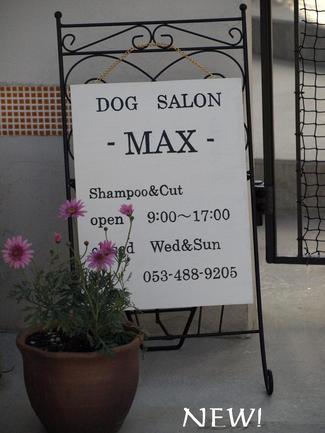 DOG SALON
- MAX -
Shampoo&Cut
open 9:00～17:00
Wed&Sun
053-488-9205
NEW!